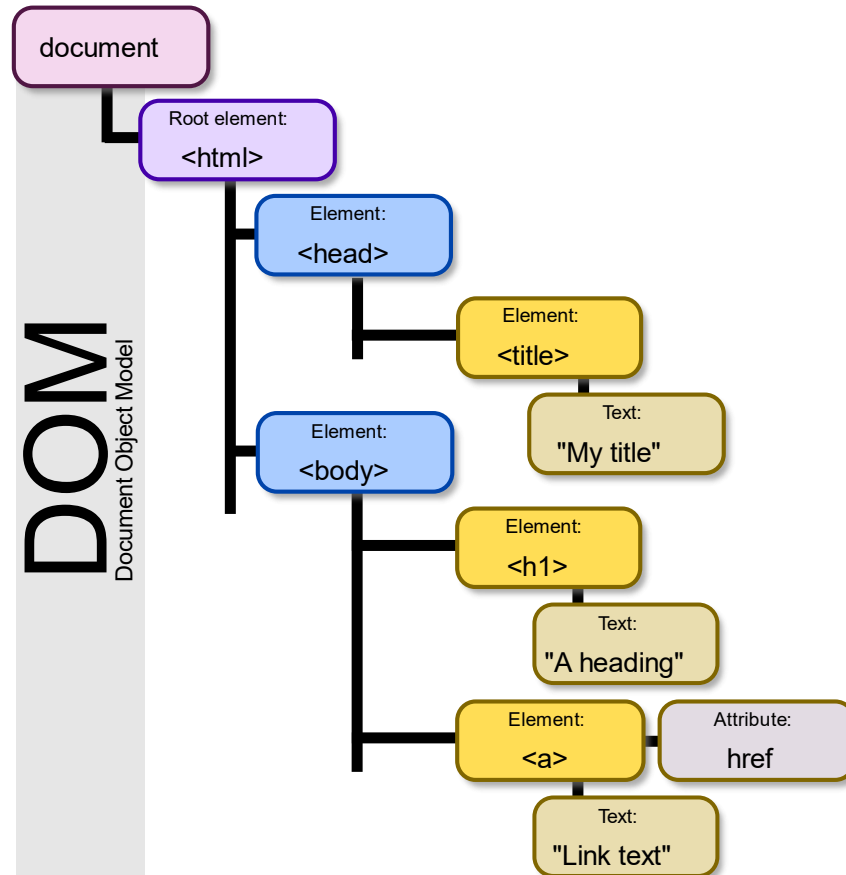 document
Root element:
<html>
Element:
<head>
Element:
<title>
Text:
"My title"
DOM
Document Object Model
Element:
<body>
Element:
<h1>
Text:
"A heading"
Element:
<a>
Attribute:
href
Text:
"Link text"